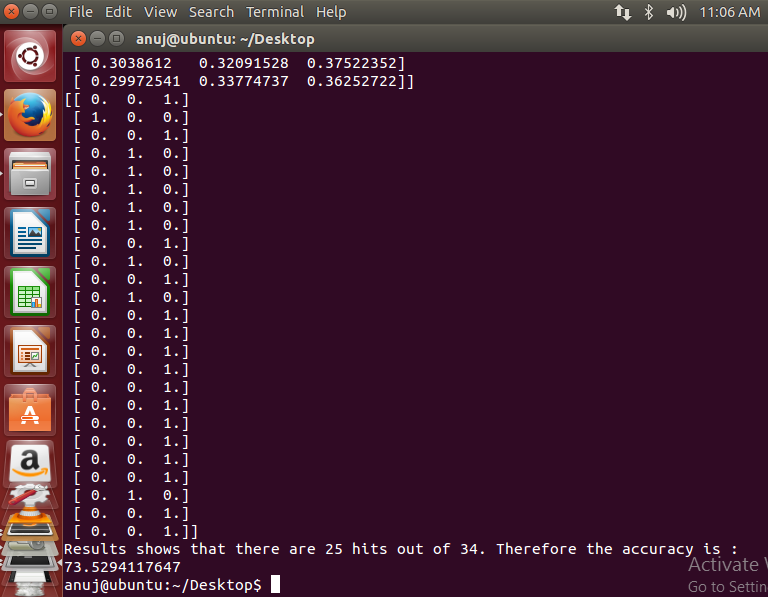 File Edit View Search Terminal Help 11:06 AM
anuj@ubuntu: ~/Desktop
[ 0.3038612   0.32091528  0.37522352]
[ 0.29972541  0.33774737  0.36252722]]
[[ 0.  0.  1.]
[ 1.  0.  0.]
[ 0.  0.  1.]
[ 0.  1.  0.]
[ 0.  1.  0.]
[ 0.  1.  0.]
[ 0.  1.  0.]
[ 0.  1.  0.]
[ 0.  0.  1.]
[ 0.  1.  0.]
[ 0.  0.  1.]
[ 0.  1.  0.]
[ 0.  0.  1.]
[ 0.  0.  1.]
[ 0.  0.  1.]
[ 0.  0.  1.]
[ 0.  0.  1.]
[ 0.  0.  1.]
[ 0.  0.  1.]
[ 0.  0.  1.]
[ 0.  0.  1.]
[ 0.  0.  1.]
[ 0.  1.  0.]
[ 0.  0.  1.]
[ 0.  0.  1.]]
Results shows that there are 25 hits out of 34. Therefore the accuracy is :
73.5294117647
anuj@ubuntu:~/Desktop$
Activate W
Go to Settin